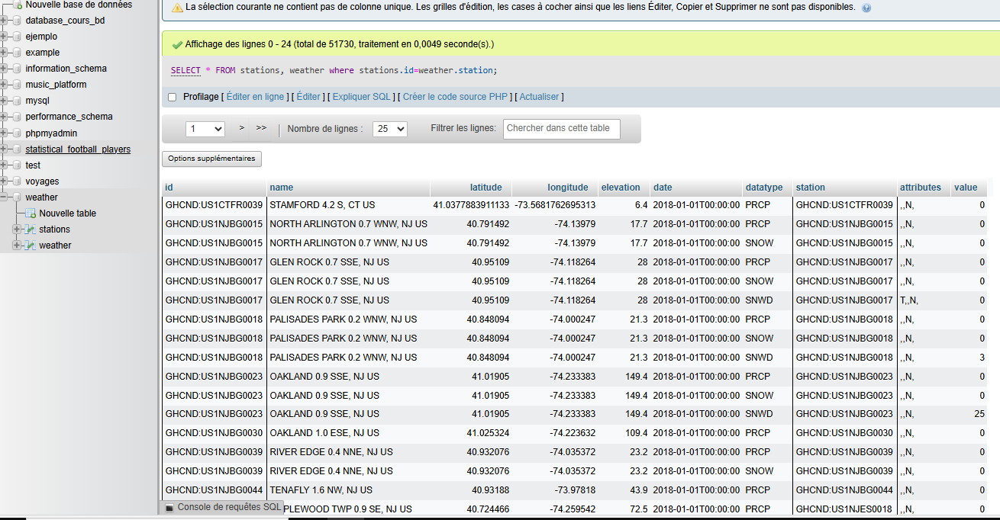 Nouvelle base de données
database_cours_bd
ejemplo
example
information_schema
music_platform
mysql
performance_schema
phpmyadmin
statistical_football_players
test
voyages
weather
Nouvelle table
stations
weather
La sélection courante ne contient pas de colonne unique. Les grilles d'édition, les cases à cocher ainsi que les liens Éditer, Copier et Supprimer ne sont pas disponibles.
Affichage des lignes 0 - 24 (total de 51730, traitement en 0,0049 seconde(s).)
SELECT * FROM stations, weather where stations.id=weather.station;
Profilage [ Éditer en ligne ] [ Éditer ] [ Expliquer SQL ] [ Créer le code source PHP ] [ Actualiser ]
1 > >> | Nombre de lignes : 25 Filtrer les lignes: Chercher dans cette table
Options supplémentaires
id name latitude longitude elevation date datatype station attributes value
GHCND:US1CTFR0039 STAMFORD 4.2 S, CT US 41.0377883911133 -73.5681762695313 6.4 2018-01-01T00:00:00 PRCP GHCND:US1CTFR0039 ,,N, 0
GHCND:US1NJBG0015 NORTH ARLINGTON 0.7 WNW, NJ US 40.791492 -74.13979 17.7 2018-01-01T00:00:00 PRCP GHCND:US1NJBG0015 ,,N, 0
GHCND:US1NJBG0015 NORTH ARLINGTON 0.7 WNW, NJ US 40.791492 -74.13979 17.7 2018-01-01T00:00:00 SNOW GHCND:US1NJBG0015 ,,N, 0
GHCND:US1NJBG0017 GLEN ROCK 0.7 SSE, NJ US 40.95109 -74.118264 28 2018-01-01T00:00:00 PRCP GHCND:US1NJBG0017 ,,N, 0
GHCND:US1NJBG0017 GLEN ROCK 0.7 SSE, NJ US 40.95109 -74.118264 28 2018-01-01T00:00:00 SNOW GHCND:US1NJBG0017 ,,N, 0
GHCND:US1NJBG0017 GLEN ROCK 0.7 SSE, NJ US 40.95109 -74.118264 28 2018-01-01T00:00:00 SNWD GHCND:US1NJBG0017 T,,N, 0
GHCND:US1NJBG0018 PALISADES PARK 0.2 WNW, NJ US 40.848094 -74.000247 21.3 2018-01-01T00:00:00 PRCP GHCND:US1NJBG0018 ,,N, 0
GHCND:US1NJBG0018 PALISADES PARK 0.2 WNW, NJ US 40.848094 -74.000247 21.3 2018-01-01T00:00:00 SNOW GHCND:US1NJBG0018 ,,N, 0
GHCND:US1NJBG0018 PALISADES PARK 0.2 WNW, NJ US 40.848094 -74.000247 21.3 2018-01-01T00:00:00 SNWD GHCND:US1NJBG0018 ,,N, 3
GHCND:US1NJBG0023 OAKLAND 0.9 SSE, NJ US 41.01905 -74.233383 149.4 2018-01-01T00:00:00 PRCP GHCND:US1NJBG0023 ,,N, 0
GHCND:US1NJBG0023 OAKLAND 0.9 SSE, NJ US 41.01905 -74.233383 149.4 2018-01-01T00:00:00 SNOW GHCND:US1NJBG0023 ,,N, 0
GHCND:US1NJBG0023 OAKLAND 0.9 SSE, NJ US 41.01905 -74.233383 149.4 2018-01-01T00:00:00 SNWD GHCND:US1NJBG0023 ,,N, 25
GHCND:US1NJBG0030 OAKLAND 1.0 ESE, NJ US 41.025324 -74.223632 109.4 2018-01-01T00:00:00 PRCP GHCND:US1NJBG0030 ,,N, 0
GHCND:US1NJBG0039 RIVER EDGE 0.4 NNE, NJ US 40.932076 -74.035372 23.2 2018-01-01T00:00:00 PRCP GHCND:US1NJBG0039 ,,N, 0
GHCND:US1NJBG0039 RIVER EDGE 0.4 NNE, NJ US 40.932076 -74.035372 23.2 2018-01-01T00:00:00 SNOW GHCND:US1NJBG0039 ,,N, 0
GHCND:US1NJBG0044 TENAFLY 1.6 NW, NJ US 40.93188 -73.97818 43.9 2018-01-01T00:00:00 PRCP GHCND:US1NJBG0044 ,,N, 0
Console de requêtes SQL PLEWOOD TWP 0.9 SE, NJ US 40.724466 -74.259542 72.5 2018-01-01T00:00:00 PRCP GHCND:US1NJES0018 ,,N, 0